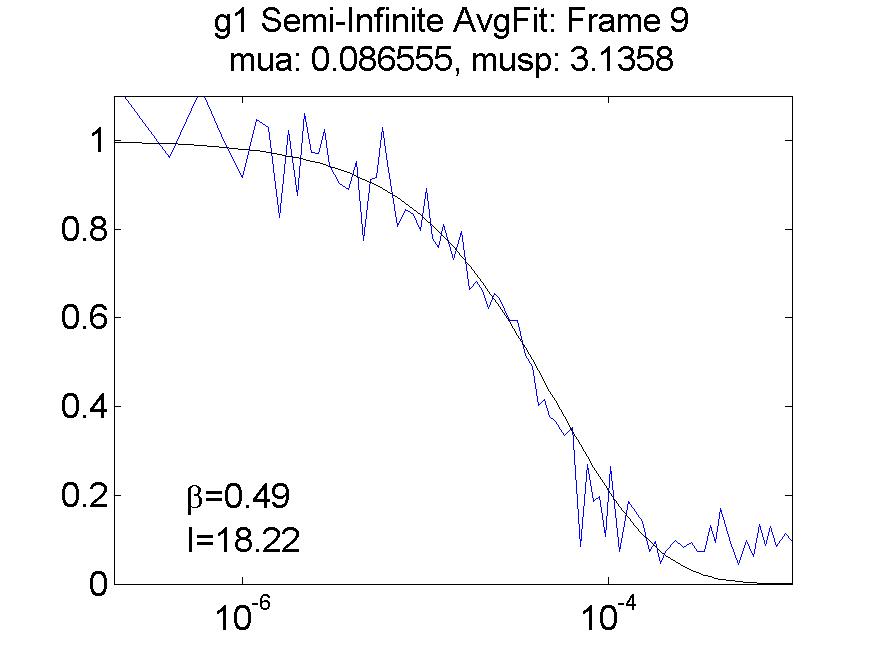 g1 Semi-Infinite AvgFit: Frame 9
mua: 0.086555, musp: 3.1358
1
0.8
0.6
0.4
0.2
0
β=0.49
I=18.22
10^-6
10^-4